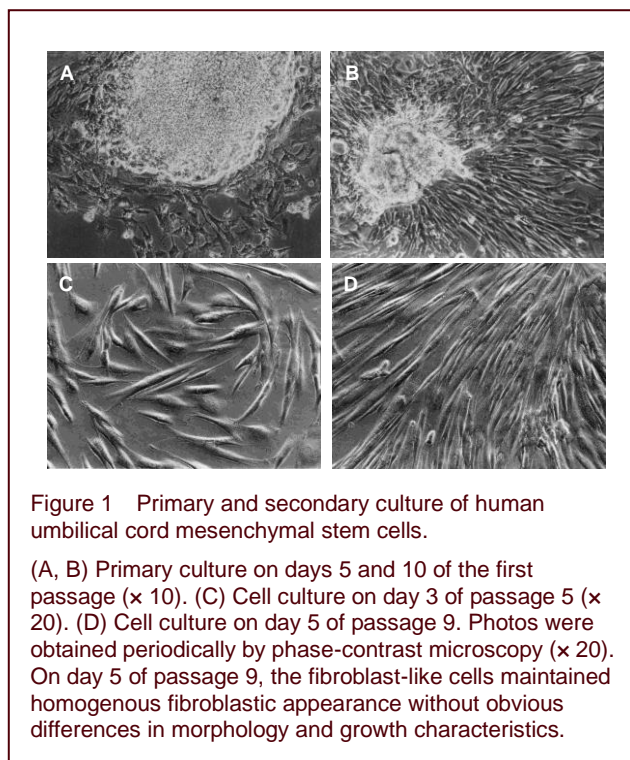 A
B
C
D
Figure 1 Primary and secondary culture of human
umbilical cord mesenchymal stem cells.
(A, B) Primary culture on days 5 and 10 of the first
passage (× 10). (C) Cell culture on day 3 of passage 5 (×
20). (D) Cell culture on day 5 of passage 9. Photos were
obtained periodically by phase-contrast microscopy (× 20).
On day 5 of passage 9, the fibroblast-like cells maintained
homogenous fibroblastic appearance without obvious
differences in morphology and growth characteristics.